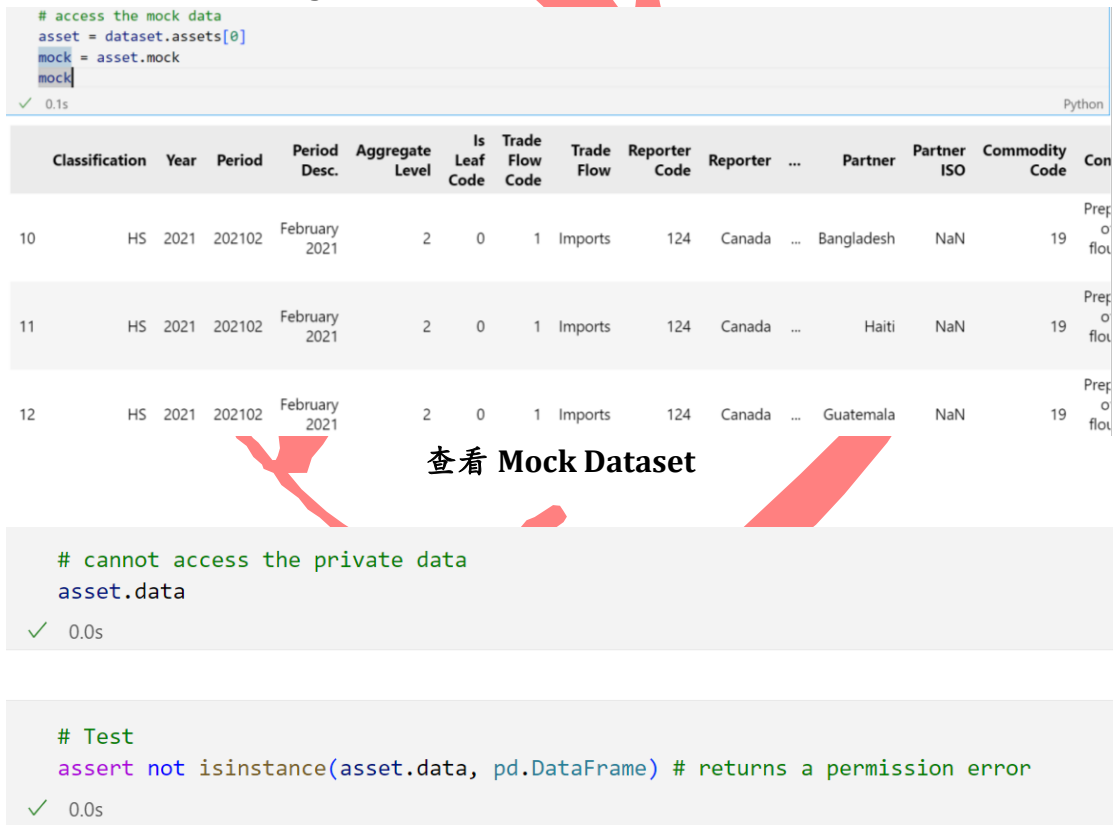 # access the mock data
asset = dataset.assets[0]
mock = asset.mock
mock
✓ 0.1s Python
Classification Year Period Period Desc. Aggregate Level Is Leaf Code Trade Flow Code Trade Flow Reporter Code Reporter ... Partner Partner ISO Commodity Code
10 HS 2021 202102 February 2021 2 0 1 Imports 124 Canada ... Bangladesh NaN 19
11 HS 2021 202102 February 2021 2 0 1 Imports 124 Canada ... Haiti NaN 19
12 HS 2021 202102 February 2021 2 0 1 Imports 124 Canada ... Guatemala NaN 19
查看 Mock Dataset
# cannot access the private data
asset.data
✓ 0.0s
# Test
assert not isinstance(asset.data, pd.DataFrame) # returns a permission error
✓ 0.0s